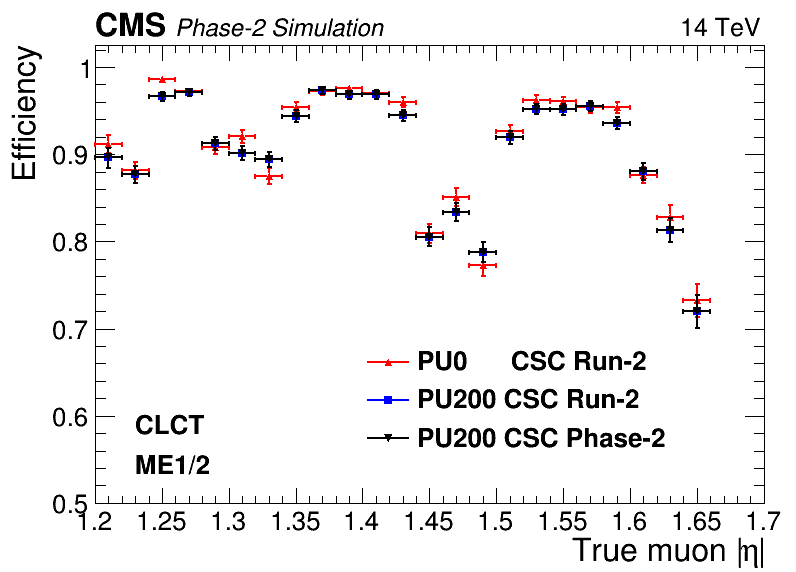 CMS Phase-2 Simulation 14 TeV
Efficiency
1
0.9
0.8
0.7
0.6
0.5
PU0 CSC Run-2
PU200 CSC Run-2
PU200 CSC Phase-2
CLCT
ME1/2
1.2 1.25 1.3 1.35 1.4 1.45 1.5 1.55 1.6 1.65 1.7
True muon |η|